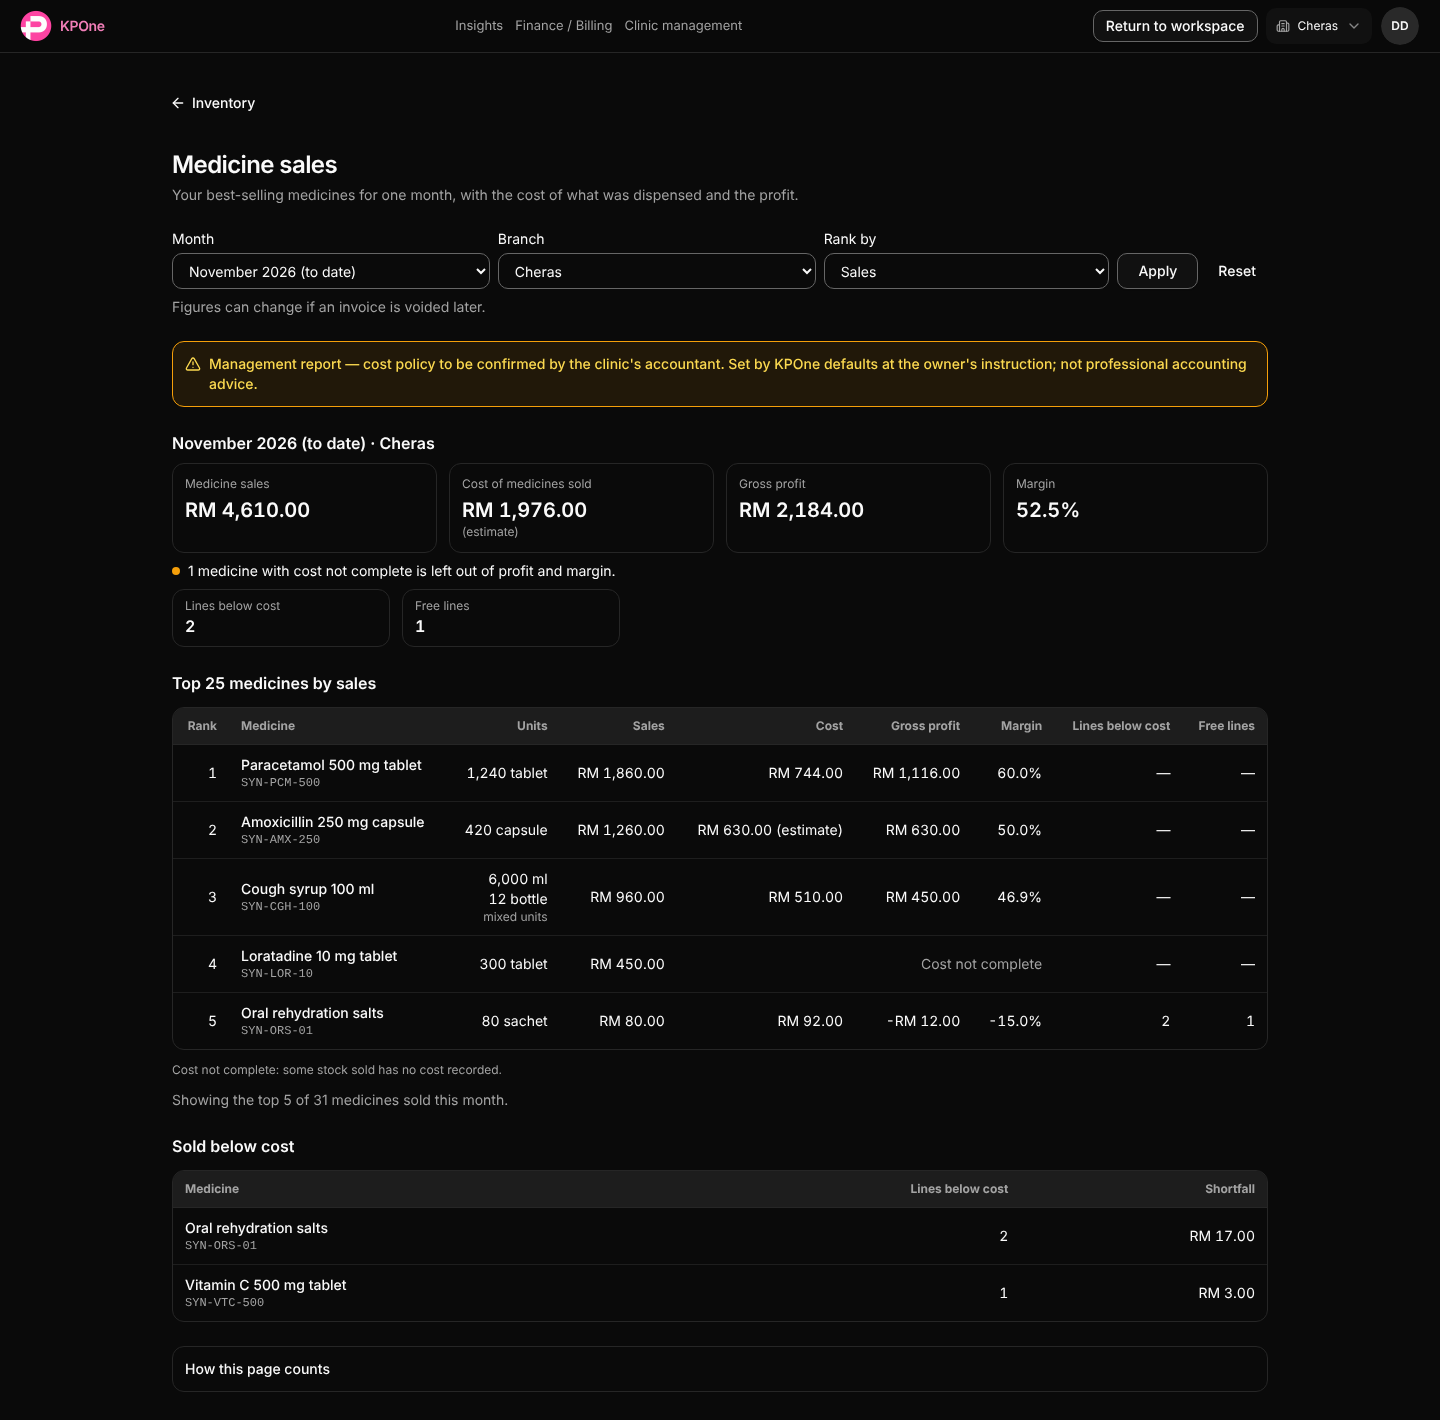 KPOne
Insights Finance / Billing Clinic management
Return to workspace
Cheras
DD
Inventory
Medicine sales
Your best-selling medicines for one month, with the cost of what was dispensed and the profit.
Month Branch Rank by
November 2026 (to date) Cheras Sales Apply Reset
Figures can change if an invoice is voided later.
Management report — cost policy to be confirmed by the clinic's accountant. Set by KPOne defaults at the owner's instruction; not professional accounting
advice.
November 2026 (to date) · Cheras
Medicine sales Cost of medicines sold Gross profit Margin
RM 4,610.00 RM 1,976.00 RM 2,184.00 52.5%
(estimate)
1 medicine with cost not complete is left out of profit and margin.
Lines below cost Free lines
2 1
Top 25 medicines by sales
Rank Medicine Units Sales Cost Gross profit Margin Lines below cost Free lines
1 Paracetamol 500 mg tablet 1,240 tablet RM 1,860.00 RM 744.00 RM 1,116.00 60.0% — —
SYN-PCM-500
2 Amoxicillin 250 mg capsule 420 capsule RM 1,260.00 RM 630.00 (estimate) RM 630.00 50.0% — —
SYN-AMX-250
3 Cough syrup 100 ml 6,000 ml 12 bottle mixed units RM 960.00 RM 510.00 RM 450.00 46.9% — —
SYN-CGH-100
4 Loratadine 10 mg tablet 300 tablet RM 450.00 Cost not complete — —
SYN-LOR-10
5 Oral rehydration salts 80 sachet RM 80.00 RM 92.00 -RM 12.00 -15.0% 2 1
SYN-ORS-01
Cost not complete: some stock sold has no cost recorded.
Showing the top 5 of 31 medicines sold this month.
Sold below cost
Medicine Lines below cost Shortfall
Oral rehydration salts 2 RM 17.00
SYN-ORS-01
Vitamin C 500 mg tablet 1 RM 3.00
SYN-VTC-500
How this page counts